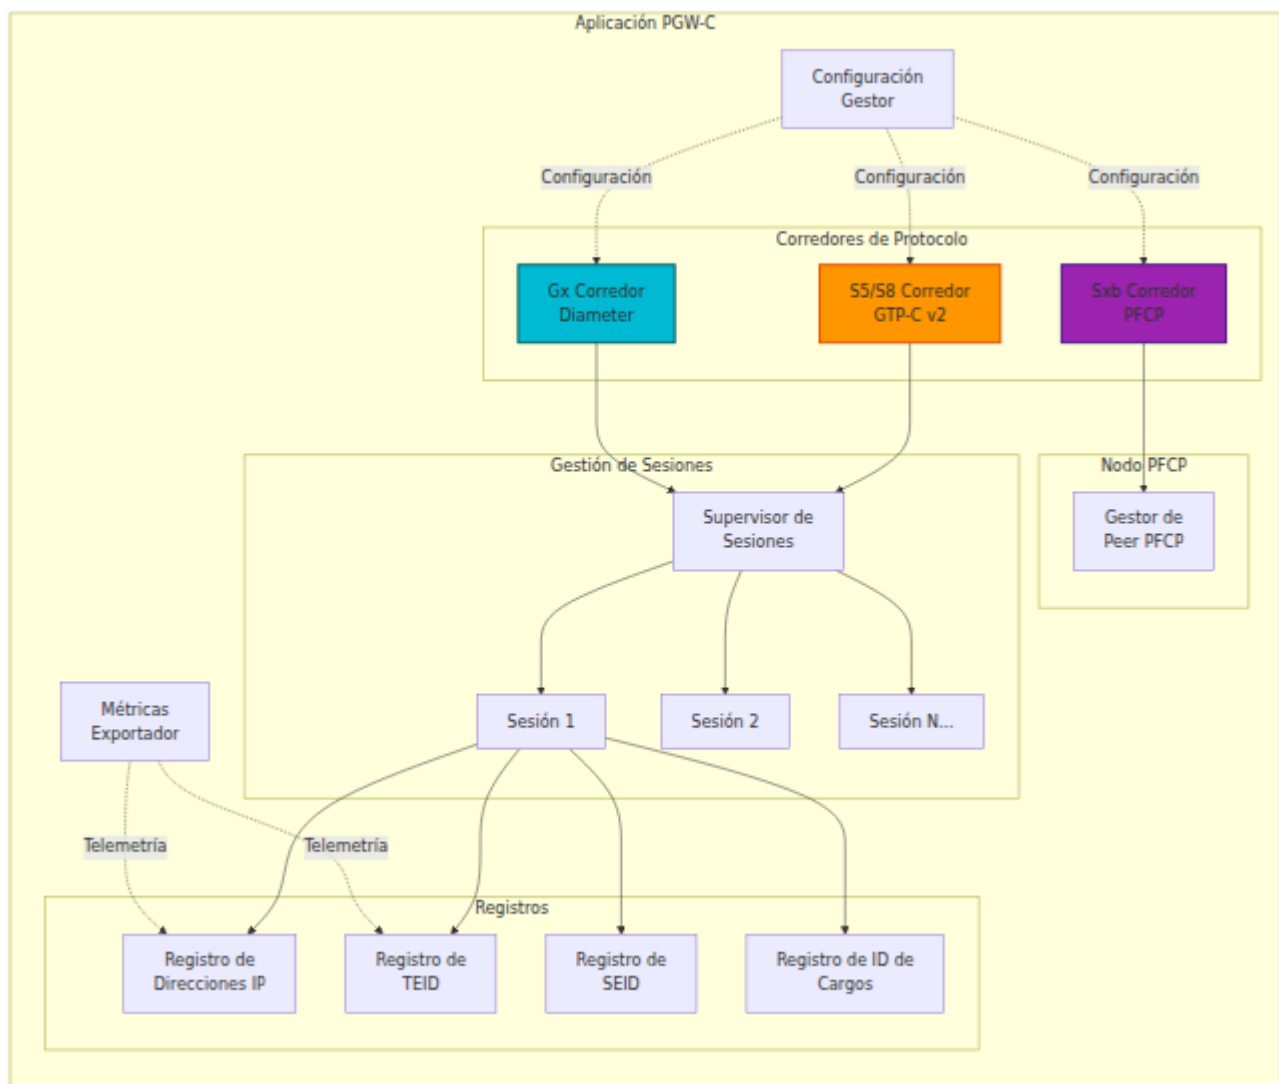 Aplicación PGW-C
Configuración
Gestor
Configuración
Configuración
Configuración
Corredores de Protocolo
Gx Corredor
Diameter
S5/S8 Corredor
GTP-C v2
Sxb Corredor
PFCP
Gestión de Sesiones
Nodo PFCP
Supervisor de
Sesiones
Gestor de
Peer PFCP
Métricas
Exportador
Sesión 1
Sesión 2
Sesión N...
Telemetría
Telemetría
Registros
Registro de
Direcciones IP
Registro de
TEID
Registro de
SEID
Registro de ID de
Cargos